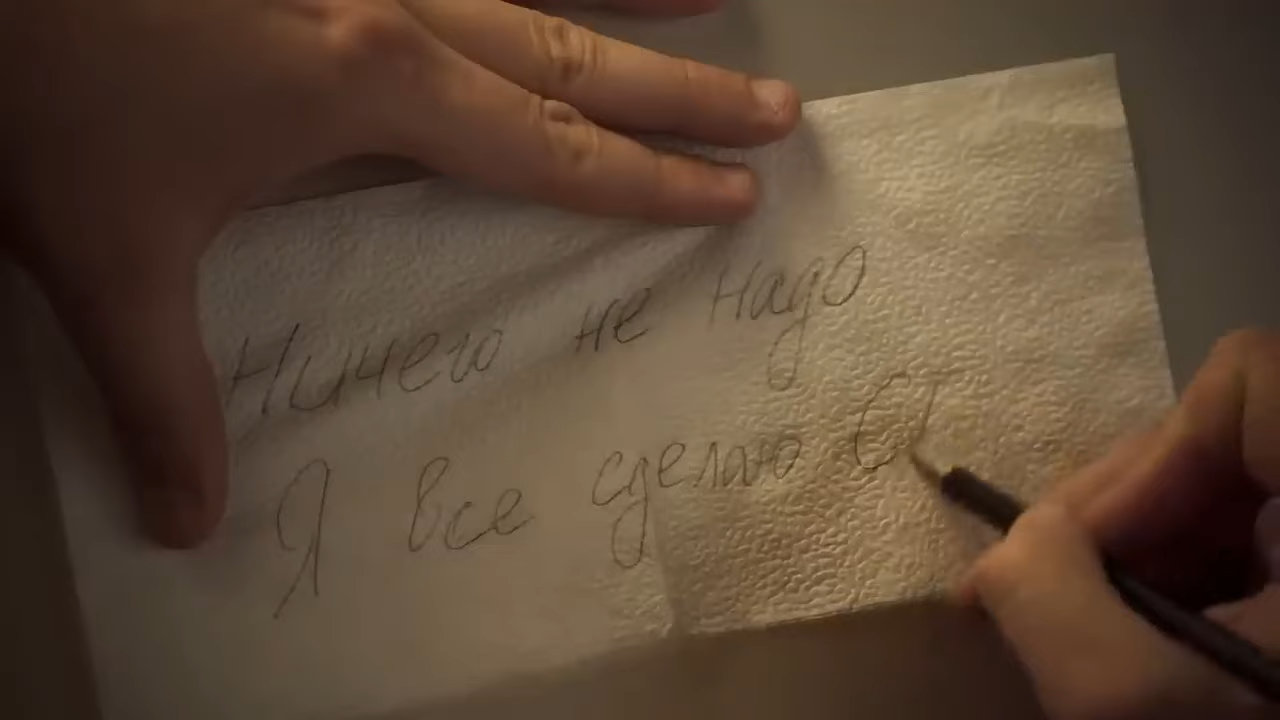 Ничего не надо
Я все сделаю